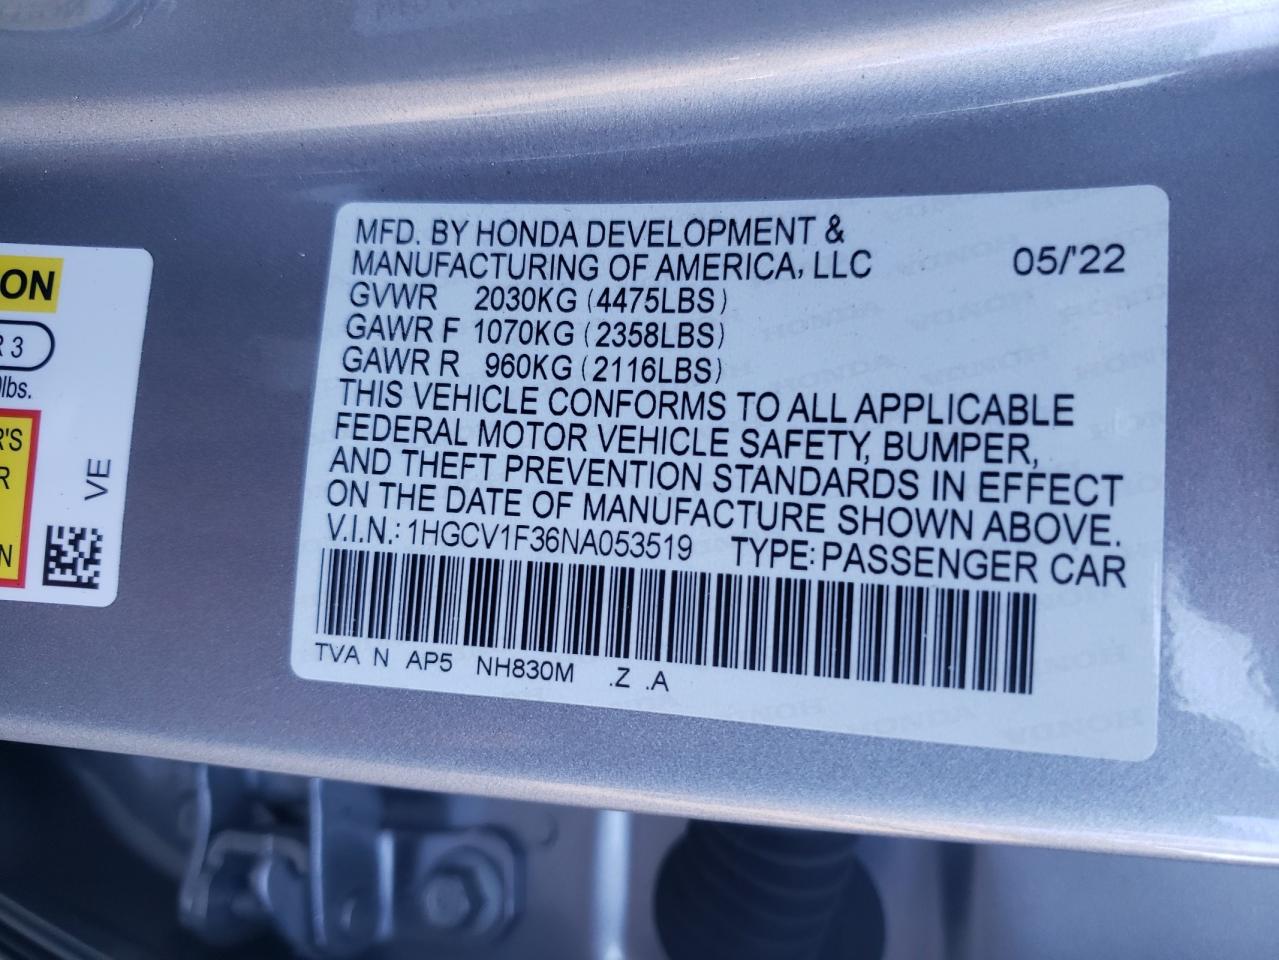 ON
R 3
lbs.
R'S
R
N
VE
MFD. BY HONDA DEVELOPMENT &
MANUFACTURING OF AMERICA, LLC 05/'22
GVWR 2030KG (4475LBS)
GAWR F 1070KG (2358LBS)
GAWR R 960KG (2116LBS)
THIS VEHICLE CONFORMS TO ALL APPLICABLE
FEDERAL MOTOR VEHICLE SAFETY, BUMPER,
AND THEFT PREVENTION STANDARDS IN EFFECT
ON THE DATE OF MANUFACTURE SHOWN ABOVE.
V.I.N.: 1HGCV1F36NA053519 TYPE: PASSENGER CAR
TVA N AP5 NH830M .Z .A